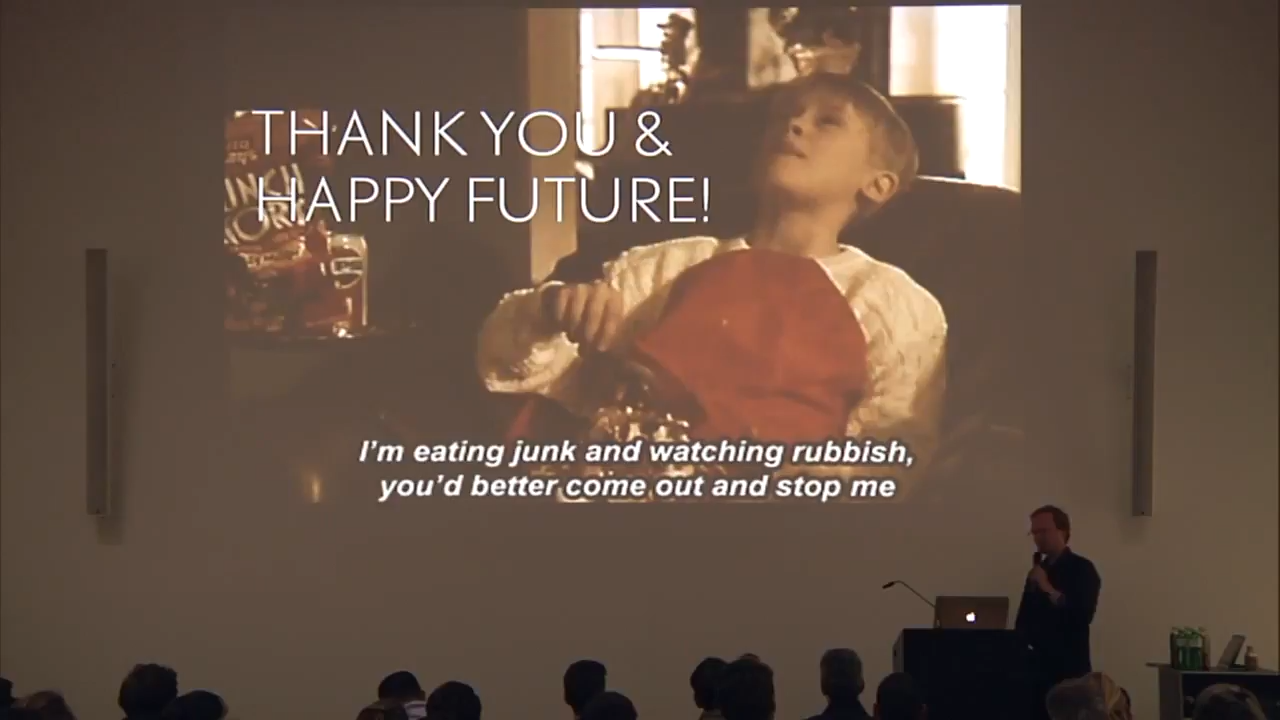 THANK YOU &
HAPPY FUTURE!
I'm eating junk and watching rubbish,
you'd better come out and stop me